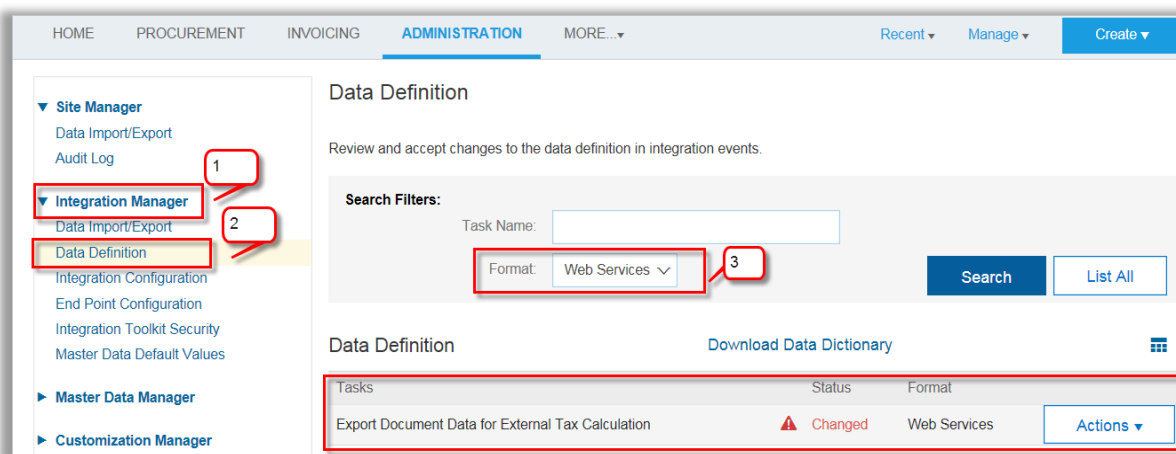 HOME PROCUREMENT INVOICING ADMINISTRATION MORE... Recent Manage Create
Site Manager
Data Import/Export
Audit Log
1
Integration Manager
Data Import/Export
2
Data Definition
Integration Configuration
End Point Configuration
Integration Toolkit Security
Master Data Default Values
Master Data Manager
Customization Manager
Data Definition
Review and accept changes to the data definition in integration events.
Search Filters:
Task Name:
Format: Web Services 3
Search List All
Data Definition Download Data Dictionary
Tasks Status Format
Export Document Data for External Tax Calculation Changed Web Services Actions